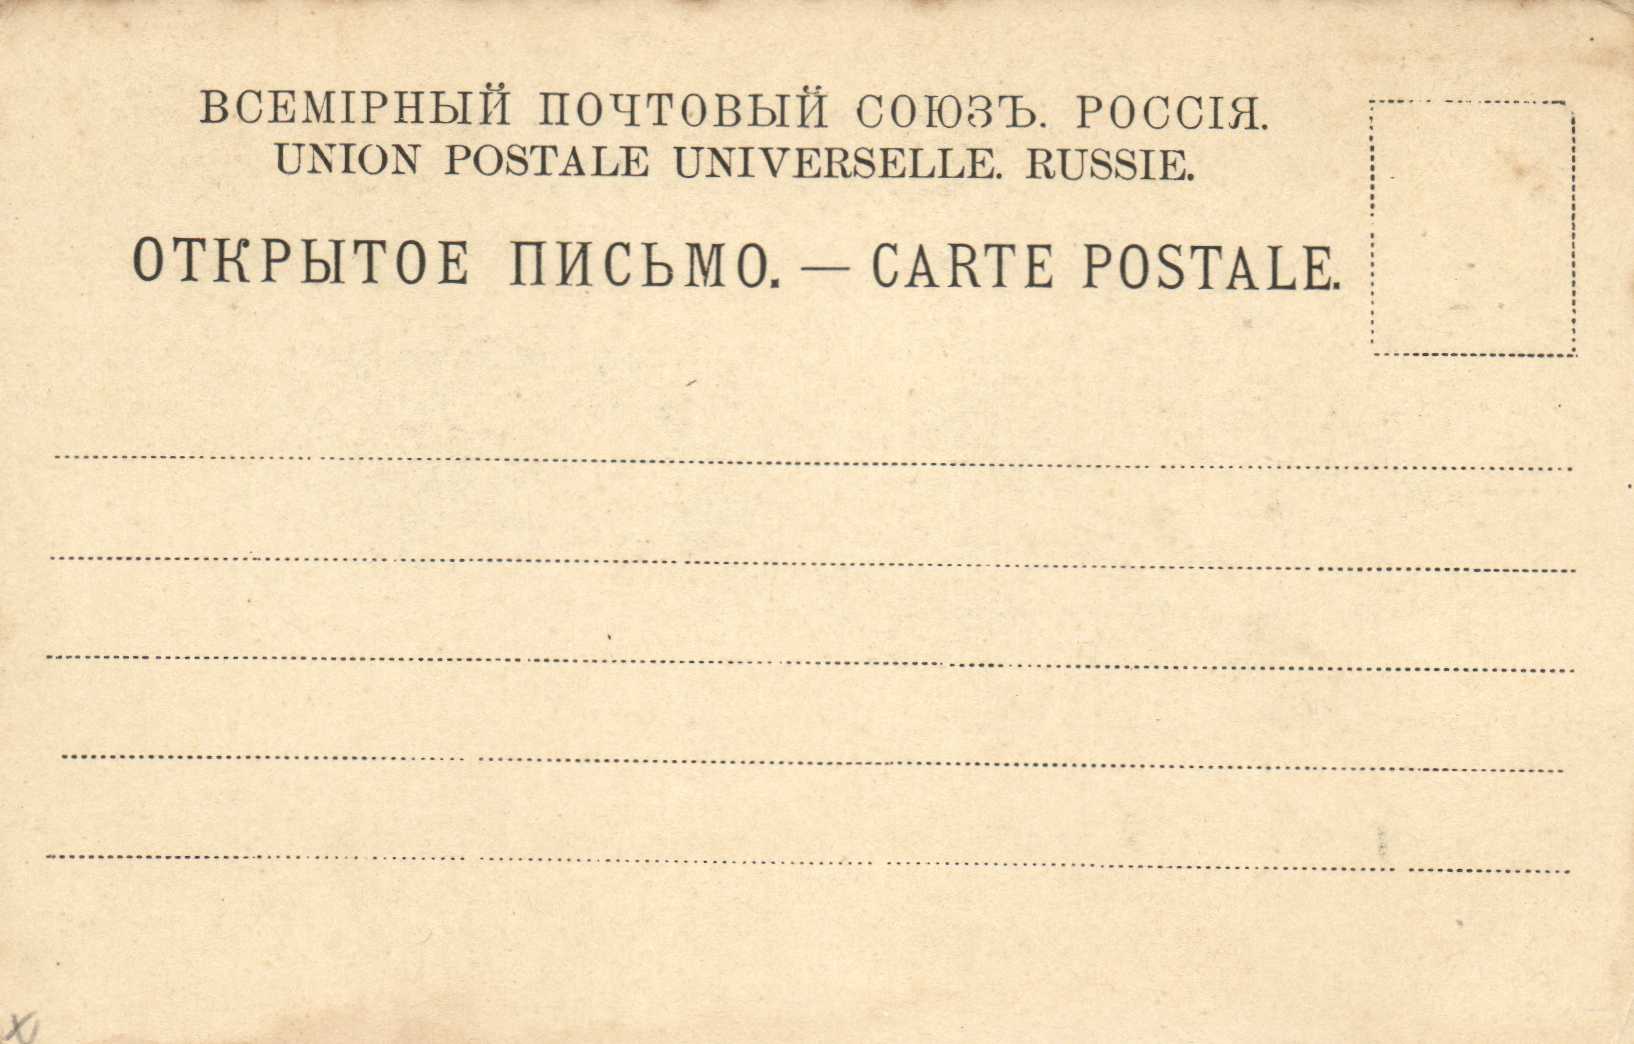 ВСЕМІРНЫЙ ПОЧТОВЫЙ СОЮЗЪ. РОССІЯ.
UNION POSTALE UNIVERSELLE. RUSSIE.
ОТКРЫТОЕ ПИСЬМО. — CARTE POSTALE.